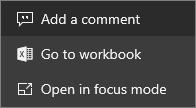 Add a comment
Go to workbook
Open in focus mode